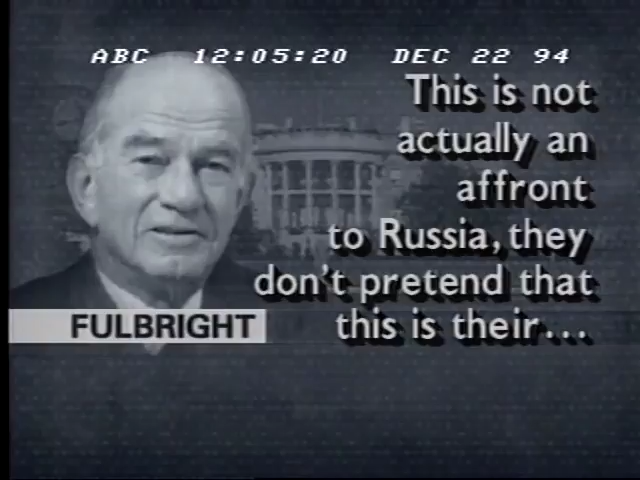 ABC 12:05:20 DEC 22 94
This is not
actually an
affront
to Russia, they
don't pretend that
this is their...
FULBRIGHT